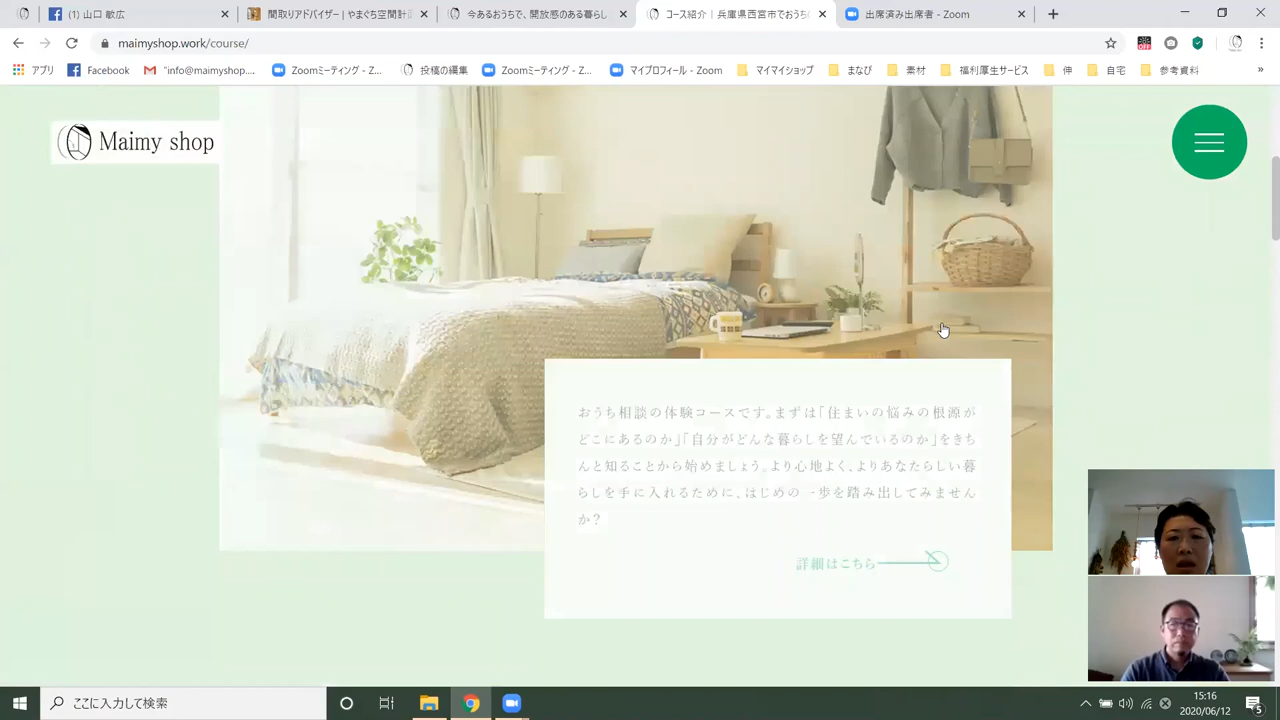 (1) 山口 敏広
間取りアドバイザー | やまぐち空間計画
今あるおうちで、開放感のある暮らし
コース紹介 | 兵庫県西宮市でおうち
出席済み出席者 - Zoom
maimyshop.work/course/
アプリ
Facebook
"info@maimyshop....
Zoomミーティング - Z...
投稿の編集
Zoomミーティング - Z...
マイプロフィール - Zoom
マイマイショップ
まなび
素材
福利厚生サービス
伸
自宅
参考資料
»
Maimy shop
おうち相談の体験コースです。まずは「住まいの悩みの根源が
どこにあるのか」「自分がどんな暮らしを望んでいるのか」をきち
んと知ることから始めましょう。より心地よく、よりあなたらしい暮
らしを手に入れるために、はじめの一歩を踏み出してみません
か?
詳細はこちら
ここに入力して検索
15:16
2020/06/12
5